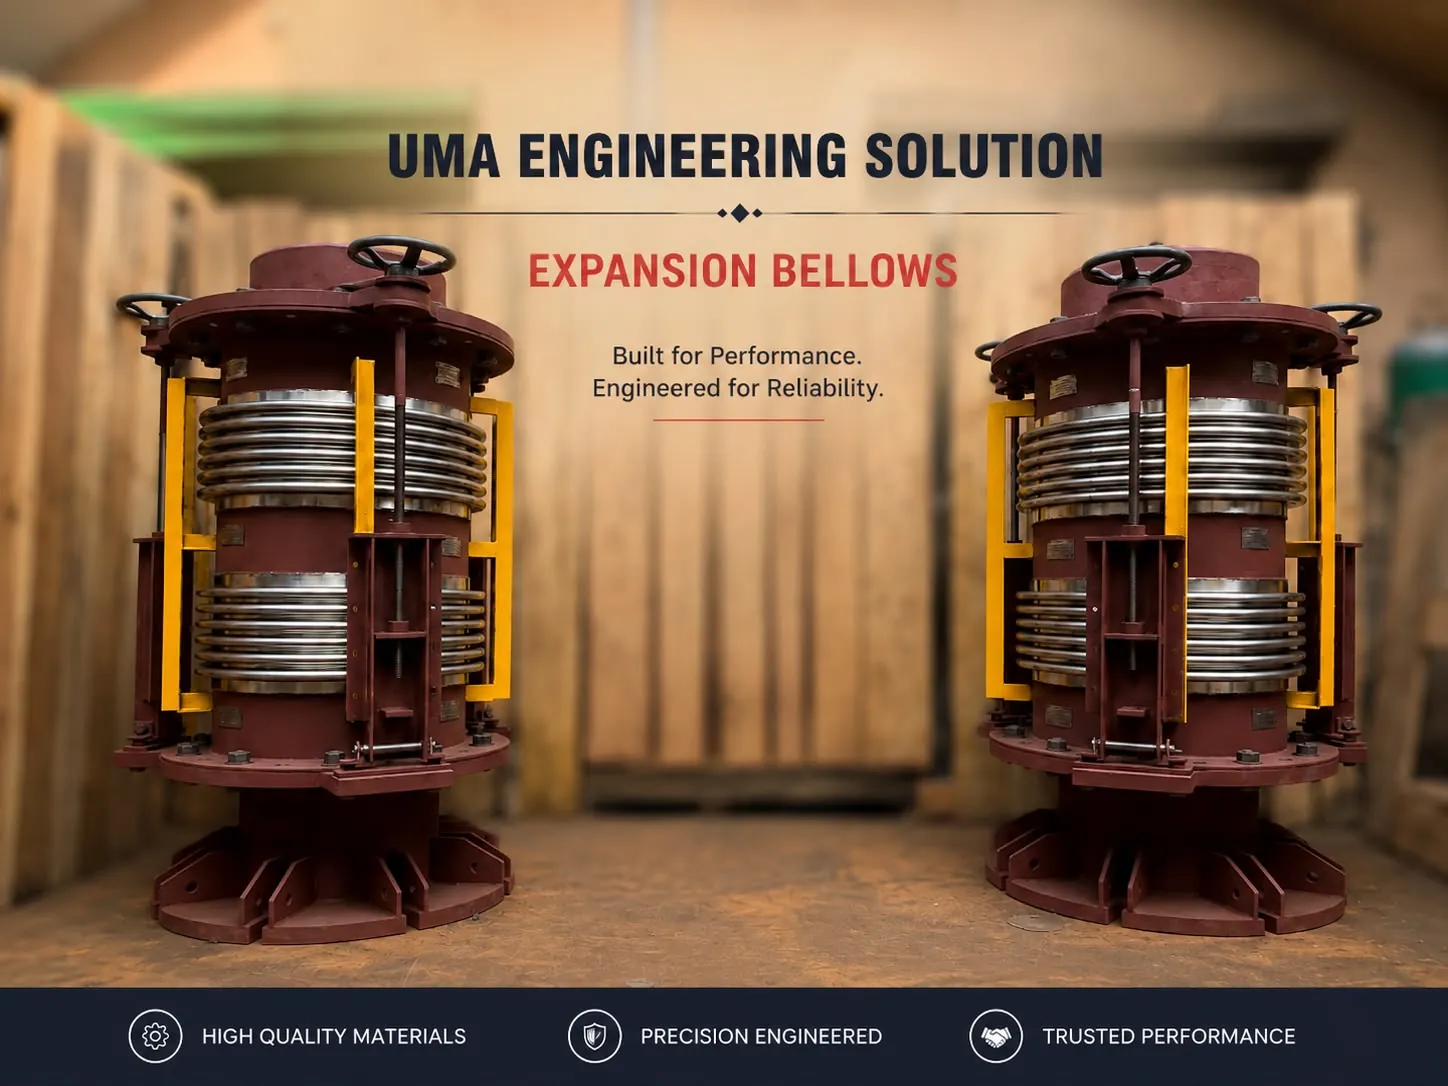 UMA ENGINEERING SOLUTION
EXPANSION BELLOWS
Built for Performance.
Engineered for Reliability.
HIGH QUALITY MATERIALS
PRECISION ENGINEERED
TRUSTED PERFORMANCE